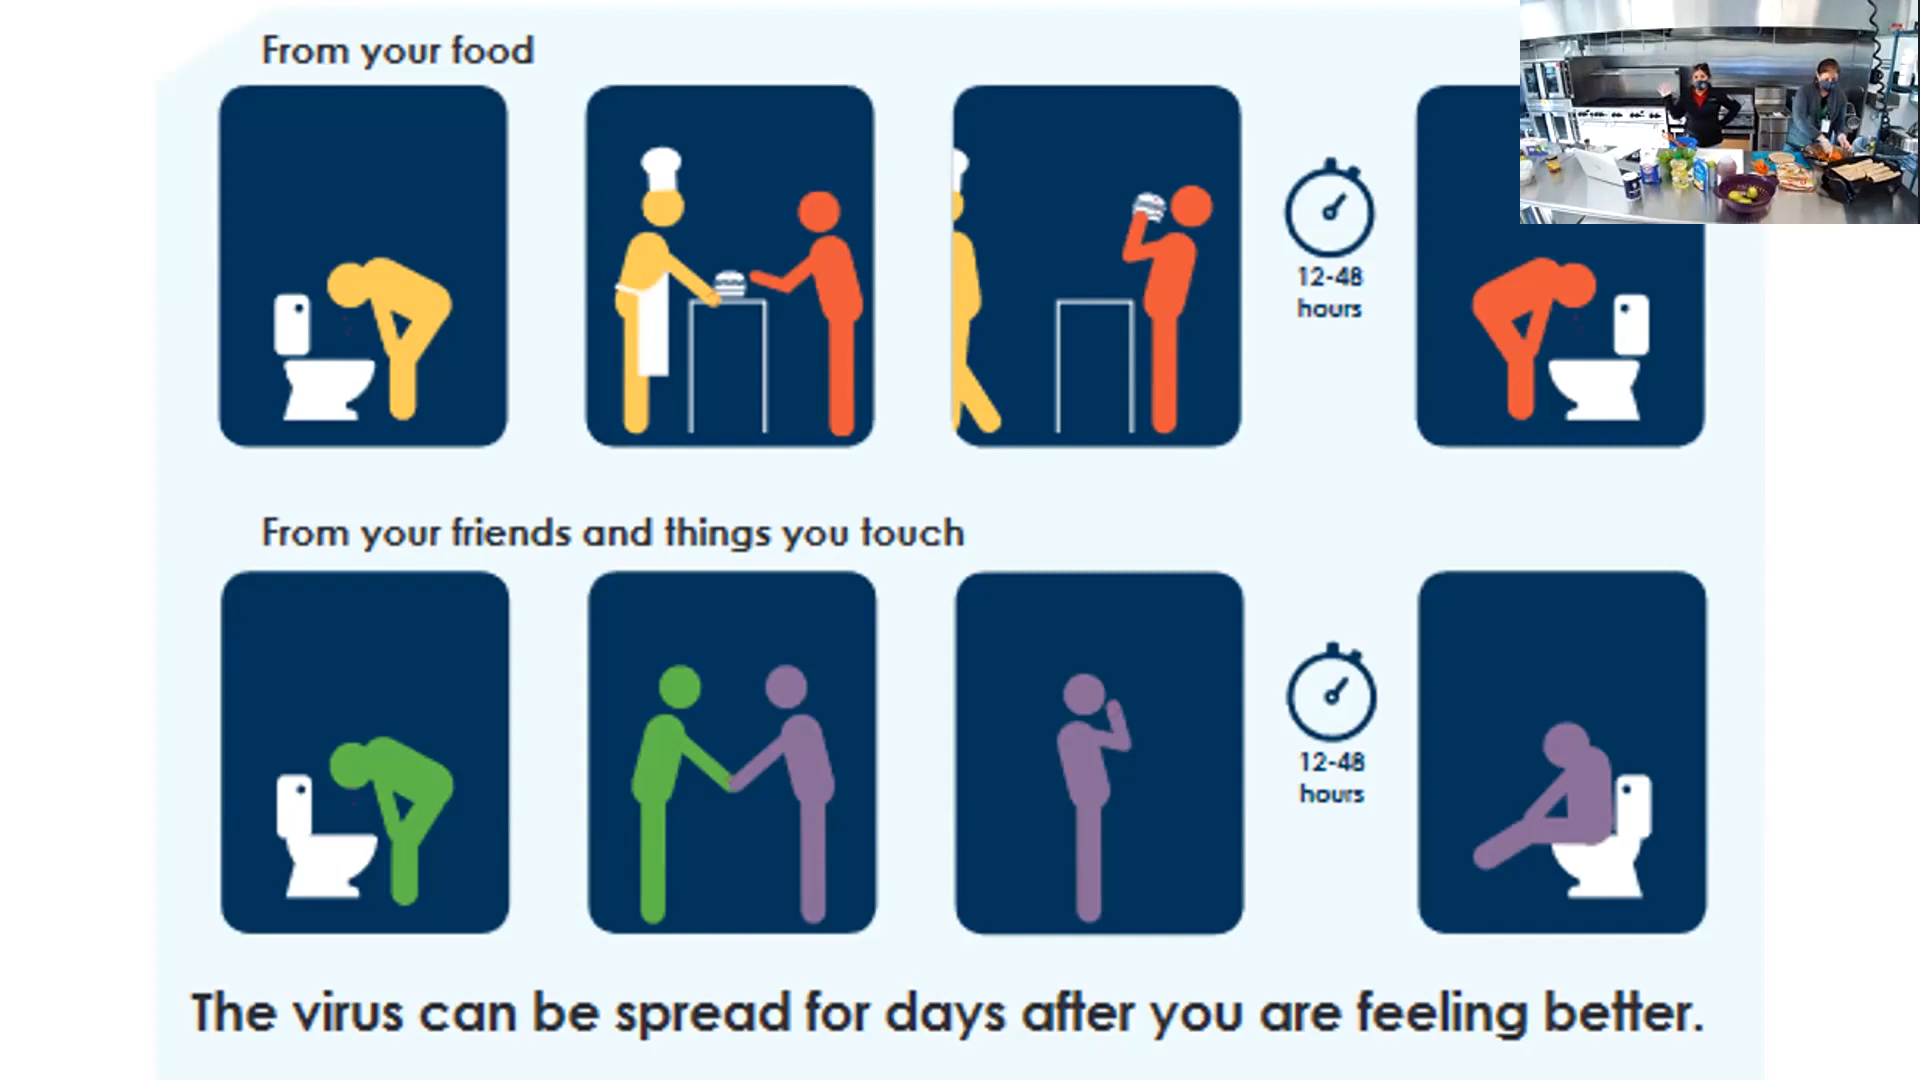 From your food
12-48
hours
From your friends and things you touch
12-48
hours
The virus can be spread for days after you are feeling better.